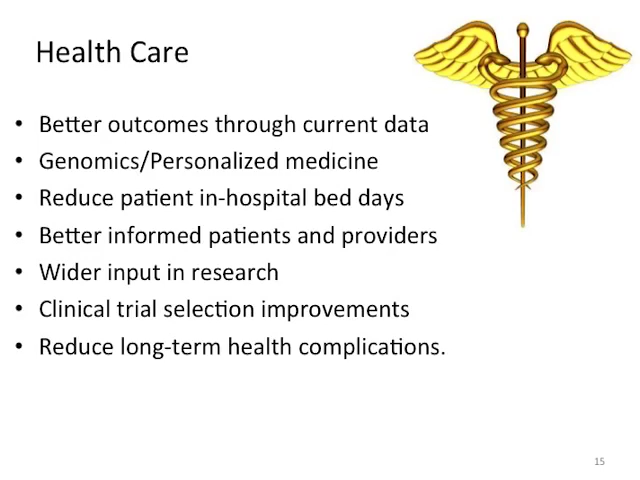 Health Care
• Better outcomes through current data
• Genomics/Personalized medicine
• Reduce patient in-hospital bed days
• Better informed patients and providers
• Wider input in research
• Clinical trial selection improvements
• Reduce long-term health complications.
15